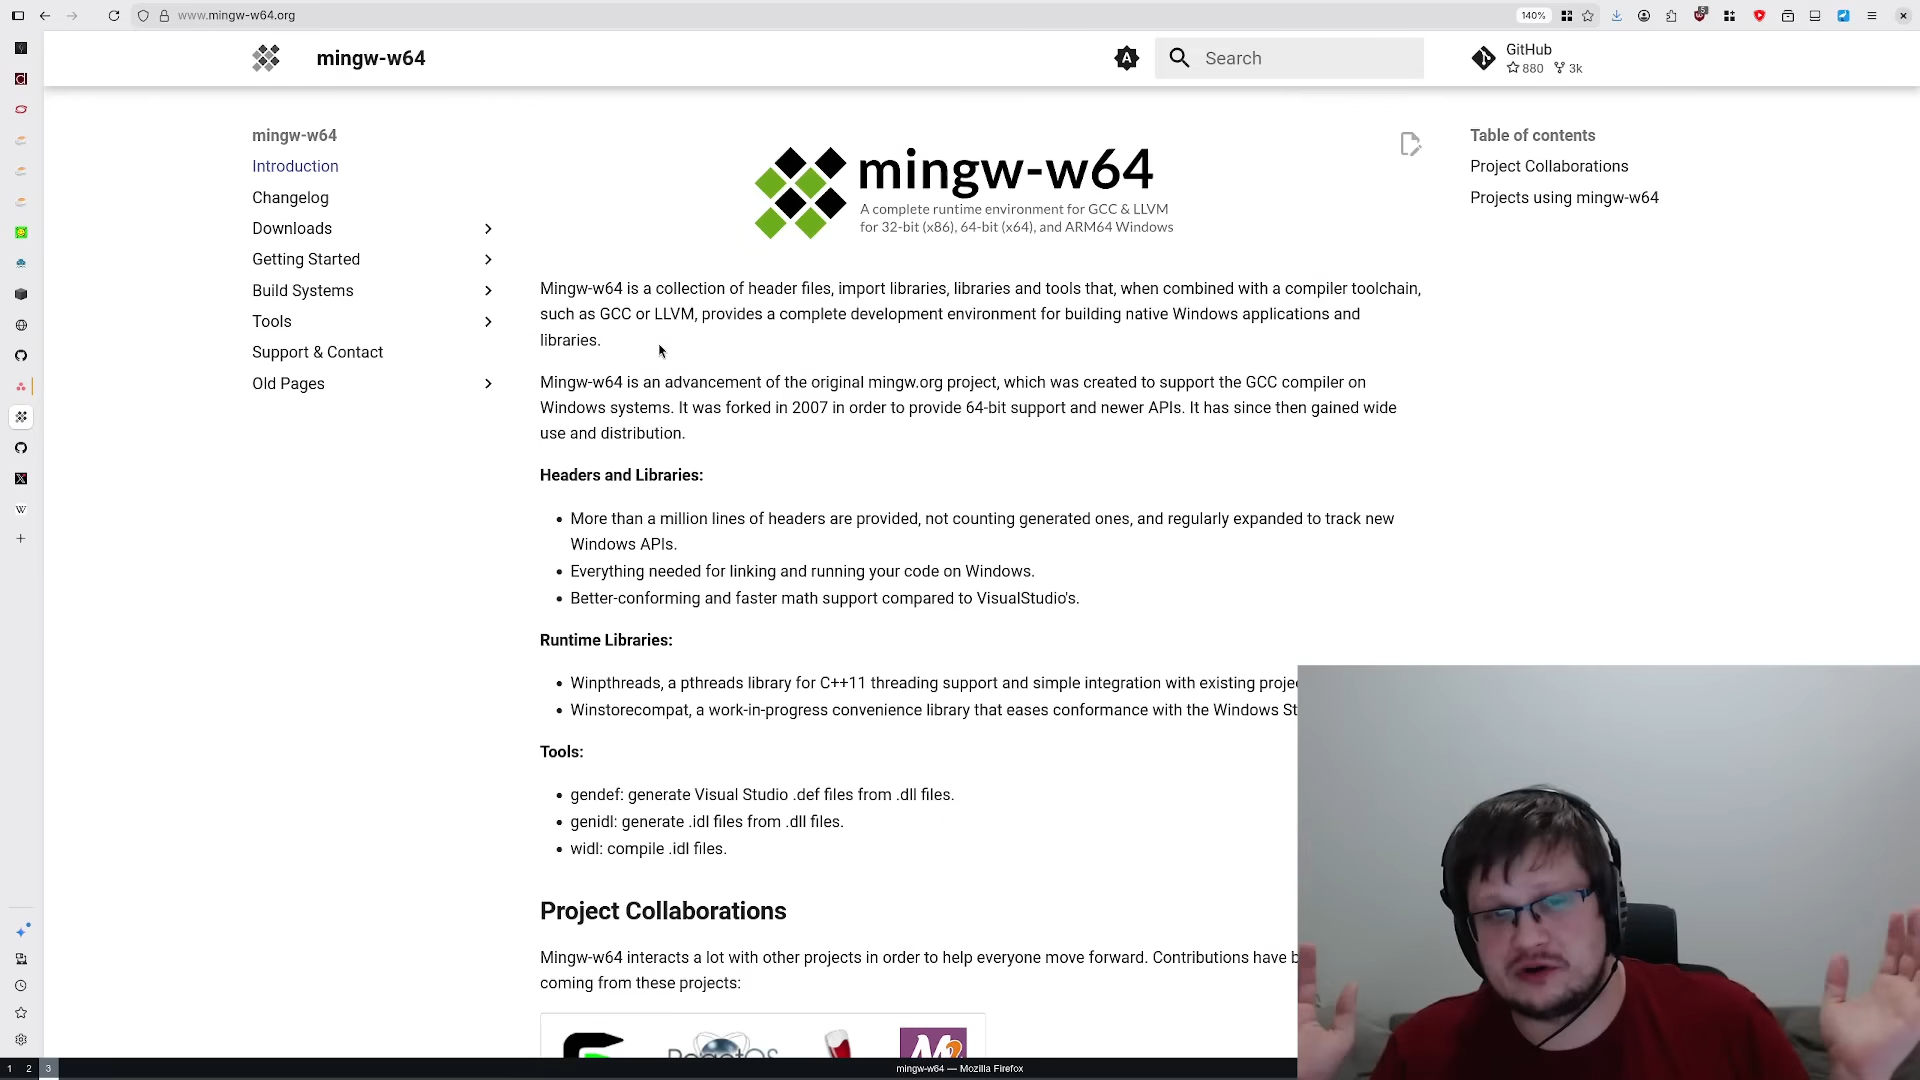 www.mingw-w64.org
140%
5
mingw-w64
Search
GitHub
880 3k
mingw-w64
Introduction
Changelog
Downloads
Getting Started
Build Systems
Tools
Support & Contact
Old Pages
mingw-w64
A complete runtime environment for GCC & LLVM
for 32-bit (x86), 64-bit (x64), and ARM64 Windows
Mingw-w64 is a collection of header files, import libraries, libraries and tools that, when combined with a compiler toolchain,
such as GCC or LLVM, provides a complete development environment for building native Windows applications and
libraries.
Mingw-w64 is an advancement of the original mingw.org project, which was created to support the GCC compiler on
Windows systems. It was forked in 2007 in order to provide 64-bit support and newer APIs. It has since then gained wide
use and distribution.
Headers and Libraries:
• More than a million lines of headers are provided, not counting generated ones, and regularly expanded to track new
Windows APIs.
• Everything needed for linking and running your code on Windows.
• Better-conforming and faster math support compared to VisualStudio's.
Runtime Libraries:
• Winpthreads, a pthreads library for C++11 threading support and simple integration with existing proje
• Winstorecompat, a work-in-progress convenience library that eases conformance with the Windows St
Tools:
• gendef: generate Visual Studio .def files from .dll files.
• genidl: generate .idl files from .dll files.
• widl: compile .idl files.
Project Collaborations
Mingw-w64 interacts a lot with other projects in order to help everyone move forward. Contributions have b
coming from these projects:
Table of contents
Project Collaborations
Projects using mingw-w64
1 2 3
mingw-w64 — Mozilla Firefox